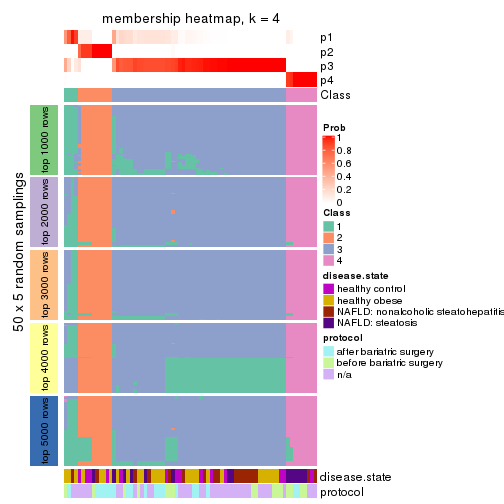 membership heatmap, k = 4
p1
p2
p3
p4
Class
50 x 5 random samplings
top 1000 rows
top 2000 rows
top 3000 rows
top 4000 rows
top 5000 rows
disease.state
protocol
Prob
1
0.8
0.6
0.4
0.2
0
Class
1
2
3
4
disease.state
healthy control
healthy obese
NAFLD: nonalcoholic steatohepatitis
NAFLD: steatosis
protocol
after bariatric surgery
before bariatric surgery
n/a